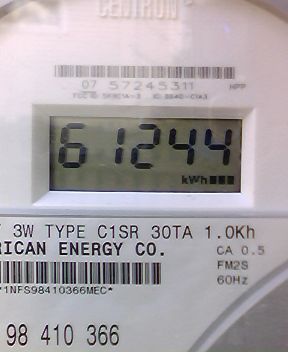 CENTRON
07 57245311 HPP
61244
kWh
3W TYPE C1SR 30TA 1.0Kh
RICAN ENERGY CO. CA 0.5
FM2S
*1NFS98410366MEC* 60Hz
98 410 366